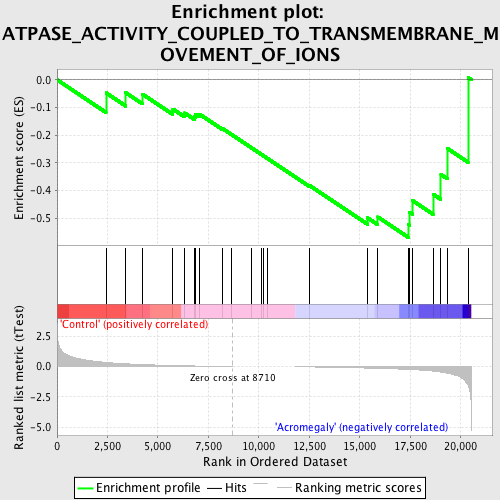 Enrichment plot:
ATPASE_ACTIVITY_COUPLED_TO_TRANSMEMBRANE_M
OVEMENT_OF_IONS
Enrichment score (ES)
0.0
-0.1
-0.2
-0.3
-0.4
-0.5
'Control' (positively correlated)
Ranked list metric (tTest)
2.5
0.0
-2.5
-5.0
Zero cross at 8710
'Acromegaly' (negatively correlated)
0
2,500
5,000
7,500
10,000
12,500
15,000
17,500
20,000
Rank in Ordered Dataset
Enrichment profile
Hits
Ranking metric scores